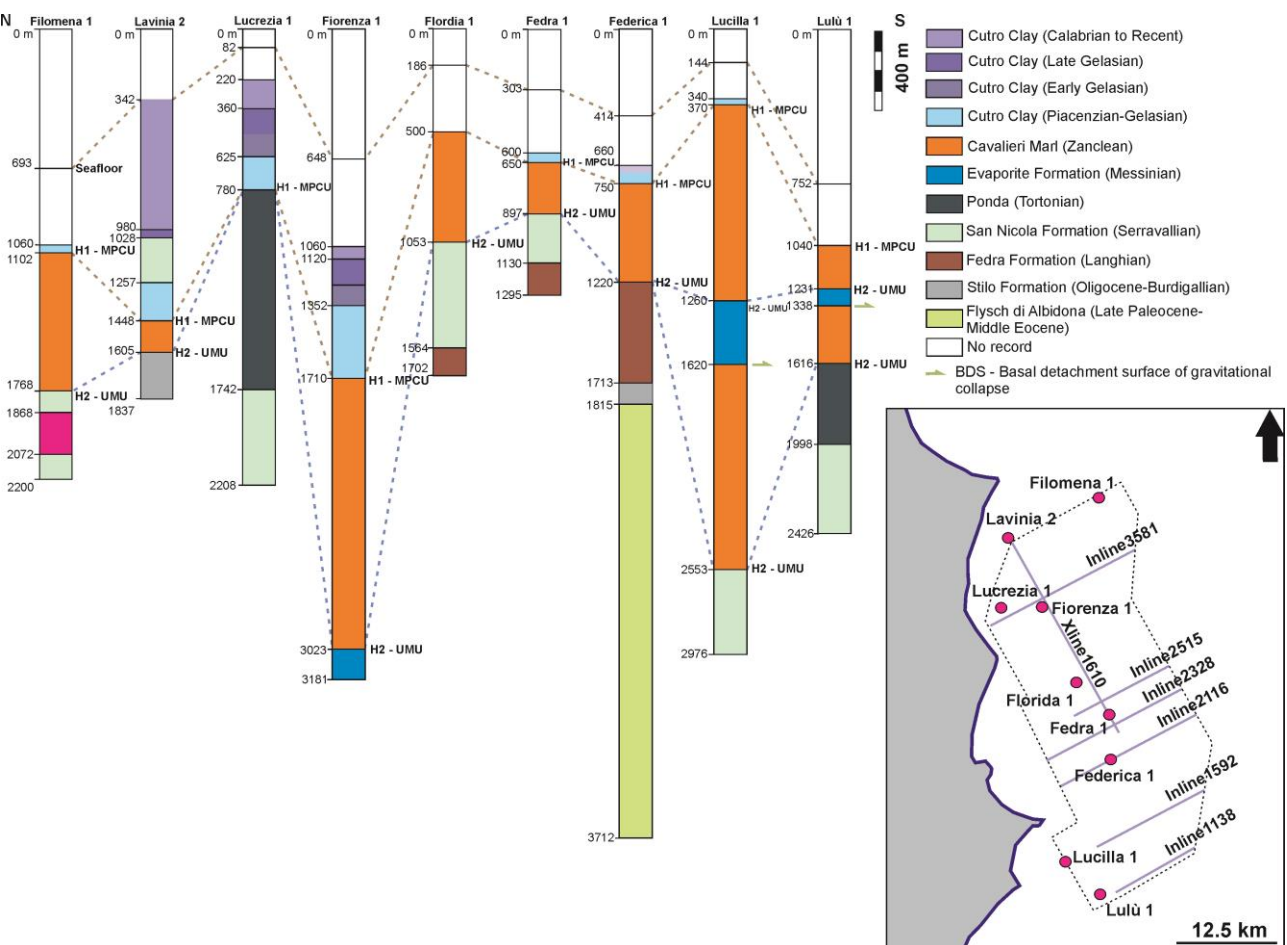 N
S
Filomena 1
0 m
693
Seafloor
1060
H1 - MPCU
1102
1768
H2 - UMU
1868
2072
2200
Lavinia 2
0 m
342
980
1028
1257
1448
H1 - MPCU
1605
H2 - UMU
1837
Lucrezia 1
0 m
82
220
360
625
780
H1 - MPCU
1742
2208
Fiorenza 1
0 m
648
1060
1120
1352
1710
H1 - MPCU
3023
H2 - UMU
3181
Flordia 1
0 m
186
500
1053
H2 - UMU
1564
1702
Fedra 1
0 m
303
600
650
H1 - MPCU
897
H2 - UMU
1130
1295
Federica 1
0 m
414
660
750
H1 - MPCU
1220
H2 - UMU
1713
1815
3712
Lucilla 1
0 m
144
340
370
H1 - MPCU
1260
H2 - UMU
1620
2553
H2 - UMU
2976
Lulù 1
0 m
752
1040
H1 - MPCU
1231
H2 - UMU
1338
1616
H2 - UMU
1998
2426
400 m
Cutro Clay (Calabrian to Recent)
Cutro Clay (Late Gelasian)
Cutro Clay (Early Gelasian)
Cutro Clay (Piacenzian-Gelasian)
Cavalieri Marl (Zanclean)
Evaporite Formation (Messinian)
Ponda (Tortonian)
San Nicola Formation (Serravallian)
Fedra Formation (Langhian)
Stilo Formation (Oligocene-Burdigallian)
Flysch di Albidona (Late Paleocene-
Middle Eocene)
No record
BDS - Basal detachment surface of gravitational
collapse
Filomena 1
Lavinia 2
Inline3581
Lucrezia 1
Fiorenza 1
Xline1610
Inline2515
Inline2328
Florida 1
Inline2116
Fedra 1
Federica 1
Inline1592
Inline1138
Lucilla 1
Lulù 1
12.5 km